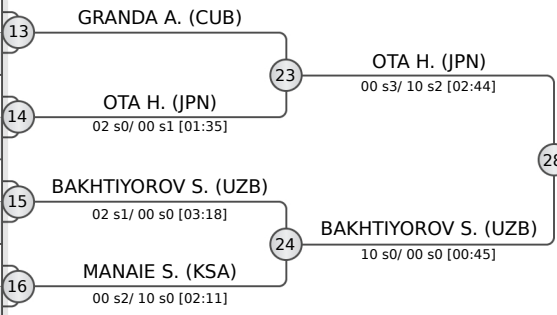 GRANDA A. (CUB)
13
23
OTA H. (JPN)
00 s3/ 10 s2 [02:44]
OTA H. (JPN)
14
02 s0/ 00 s1 [01:35]
28
BAKHTIYOROV S. (UZB)
15
02 s1/ 00 s0 [03:18]
24
BAKHTIYOROV S. (UZB)
10 s0/ 00 s0 [00:45]
MANAIE S. (KSA)
16
00 s2/ 10 s0 [02:11]